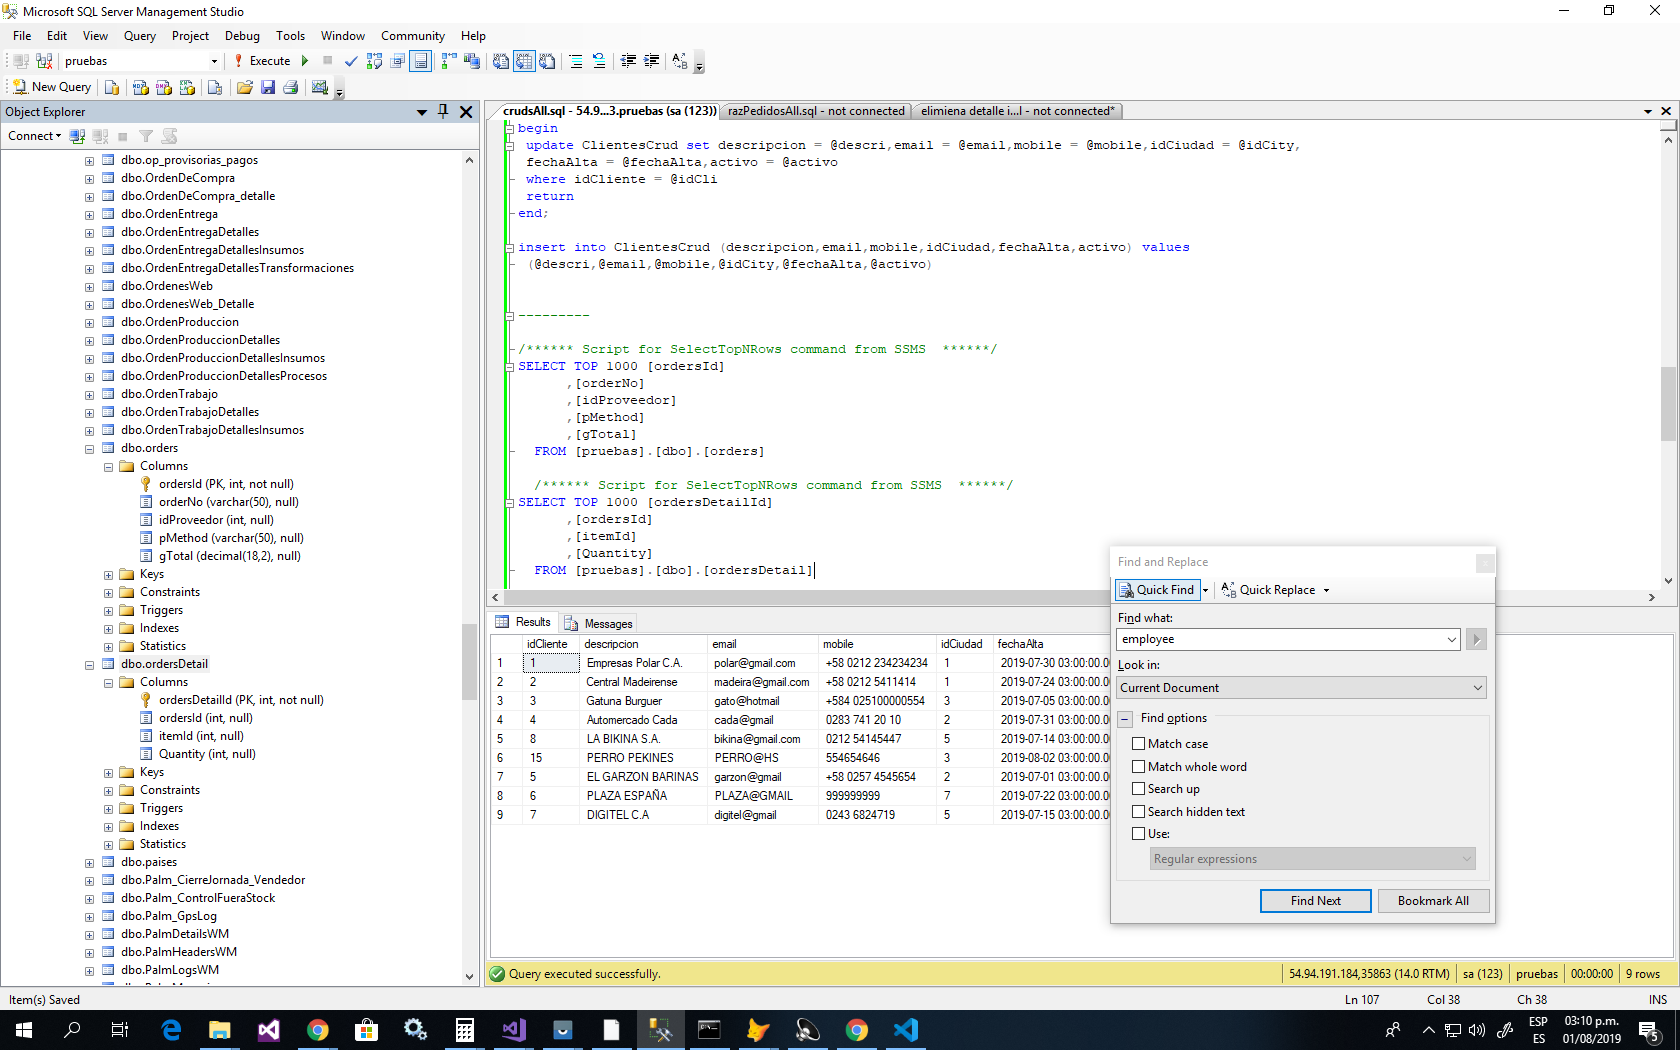 Microsoft SQL Server Management Studio
File Edit View Query Project Debug Tools Window Community Help
pruebas Execute
New Query
Object Explorer
Connect
dbo.op_provisorias_pagos
dbo.OrdenDeCompra
dbo.OrdenDeCompra_detalle
dbo.OrdenEntrega
dbo.OrdenEntregaDetalles
dbo.OrdenEntregaDetallesInsumos
dbo.OrdenEntregaDetallesTransformaciones
dbo.OrdenesWeb
dbo.OrdenesWeb_Detalle
dbo.OrdenProduccion
dbo.OrdenProduccionDetalles
dbo.OrdenProduccionDetallesInsumos
dbo.OrdenProduccionDetallesProcesos
dbo.OrdenTrabajo
dbo.OrdenTrabajoDetalles
dbo.OrdenTrabajoDetallesInsumos
dbo.orders
Columns
ordersId (PK, int, not null)
orderNo (varchar(50), null)
idProveedor (int, null)
pMethod (varchar(50), null)
gTotal (decimal(18,2), null)
Keys
Constraints
Triggers
Indexes
Statistics
dbo.ordersDetail
Columns
ordersDetailId (PK, int, not null)
ordersId (int, null)
itemId (int, null)
Quantity (int, null)
Keys
Constraints
Triggers
Indexes
Statistics
dbo.paises
dbo.Palm_CierreJornada_Vendedor
dbo.Palm_ControlFueraStock
dbo.Palm_GpsLog
dbo.PalmDetailsWM
dbo.PalmHeadersWM
dbo.PalmLogsWM
crudsAll.sql - 54.9...3.pruebas (sa (123)) razPedidosAll.sql - not connected elimiena detalle i...l - not connected*
begin
update ClientesCrud set descripcion = @descri,email = @email,mobile = @mobile,idCiudad = @idCity,
fechaAlta = @fechaAlta,activo = @activo
where idCliente = @idCli
return
end;
insert into ClientesCrud (descripcion,email,mobile,idCiudad,fechaAlta,activo) values
(@descri,@email,@mobile,@idCity,@fechaAlta,@activo)
---------
/****** Script for SelectTopNRows command from SSMS ******/
SELECT TOP 1000 [ordersId]
,[orderNo]
,[idProveedor]
,[pMethod]
,[gTotal]
FROM [pruebas].[dbo].[orders]
/****** Script for SelectTopNRows command from SSMS ******/
SELECT TOP 1000 [ordersDetailId]
,[ordersId]
,[itemId]
,[Quantity]
FROM [pruebas].[dbo].[ordersDetail]
Results Messages
idCliente descripcion email mobile idCiudad fechaAlta
1 1 Empresas Polar C.A. polar@gmail.com +58 0212 234234234 1 2019-07-30 03:00:00.0
2 2 Central Madeirense madeira@gmail.com +58 0212 5411414 1 2019-07-24 03:00:00.0
3 3 Gatuna Burguer gato@hotmail +584 025100000554 3 2019-07-05 03:00:00.0
4 4 Automercado Cada cada@gmail 0283 741 20 10 2 2019-07-31 03:00:00.0
5 8 LA BIKINA S.A. bikina@gmail.com 0212 54145447 5 2019-07-14 03:00:00.0
6 15 PERRO PEKINES PERRO@HS 554654646 3 2019-08-02 03:00:00.0
7 5 EL GARZON BARINAS garzon@gmail +58 0257 4545654 2 2019-07-01 03:00:00.0
8 6 PLAZA ESPAÑA PLAZA@GMAIL 999999999 7 2019-07-22 03:00:00.0
9 7 DIGITEL C.A digitel@gmail 0243 6824719 5 2019-07-15 03:00:00.0
Find and Replace
Quick Find Quick Replace
Find what:
employee
Look in:
Current Document
Find options
Match case
Match whole word
Search up
Search hidden text
Use:
Regular expressions
Find Next Bookmark All
Query executed successfully. 54.94.191.184,35863 (14.0 RTM) sa (123) pruebas 00:00:00 9 rows
Item(s) Saved Ln 107 Col 38 Ch 38 INS
ESP 03:10 p.m.
ES 01/08/2019 5